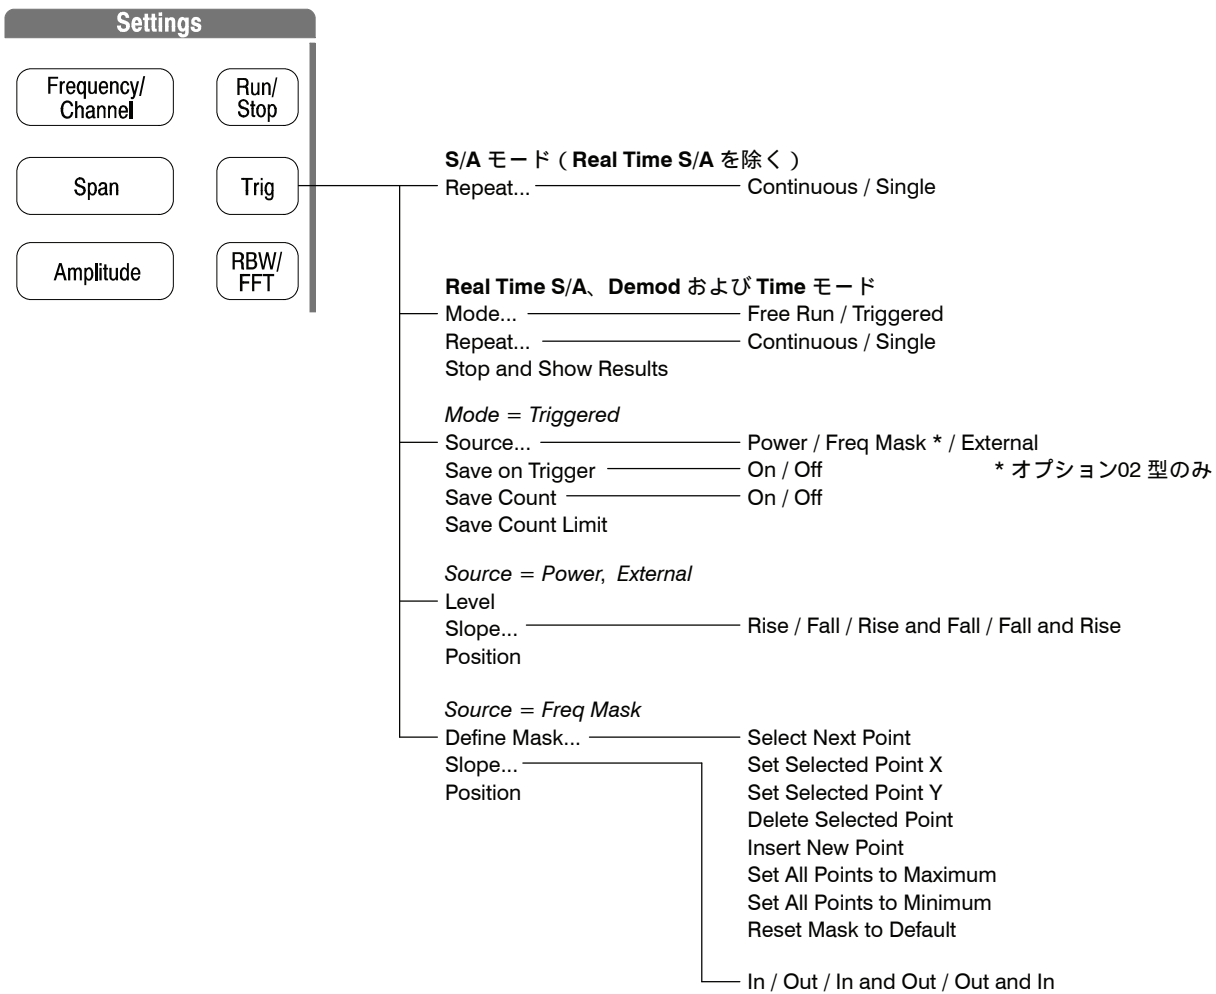 Settings
Frequency/
Channel
Run/
Stop
Span
Trig
Amplitude
RBW/
FFT
S/A モード（Real Time S/A を除く）
Repeat... Continuous / Single
Real Time S/A、Demod および Time モード
Mode... Free Run / Triggered
Repeat... Continuous / Single
Stop and Show Results
Mode = Triggered
Source... Power / Freq Mask * / External
Save on Trigger On / Off * オプション02 型のみ
Save Count On / Off
Save Count Limit
Source = Power, External
Level
Slope... Rise / Fall / Rise and Fall / Fall and Rise
Position
Source = Freq Mask
Define Mask... Select Next Point
Slope... Set Selected Point X
Position Set Selected Point Y
Delete Selected Point
Insert New Point
Set All Points to Maximum
Set All Points to Minimum
Reset Mask to Default
In / Out / In and Out / Out and In